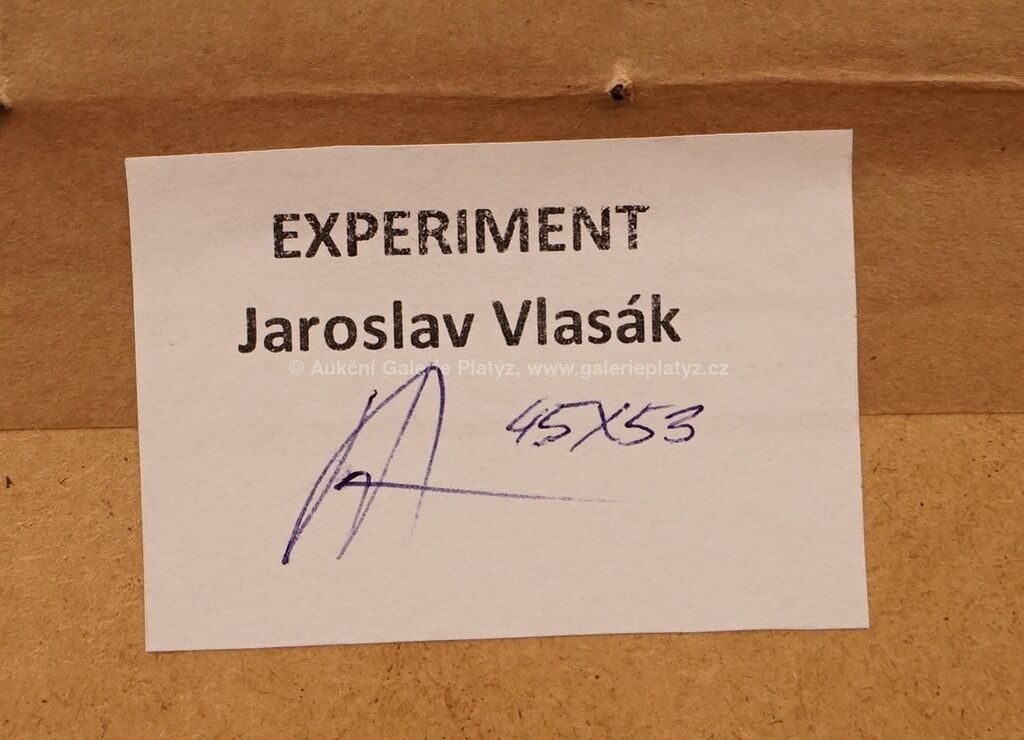 EXPERIMENT
Jaroslav Vlasák
© Aukční Galerie Platýz, www.galerieplatyz.cz
45X53